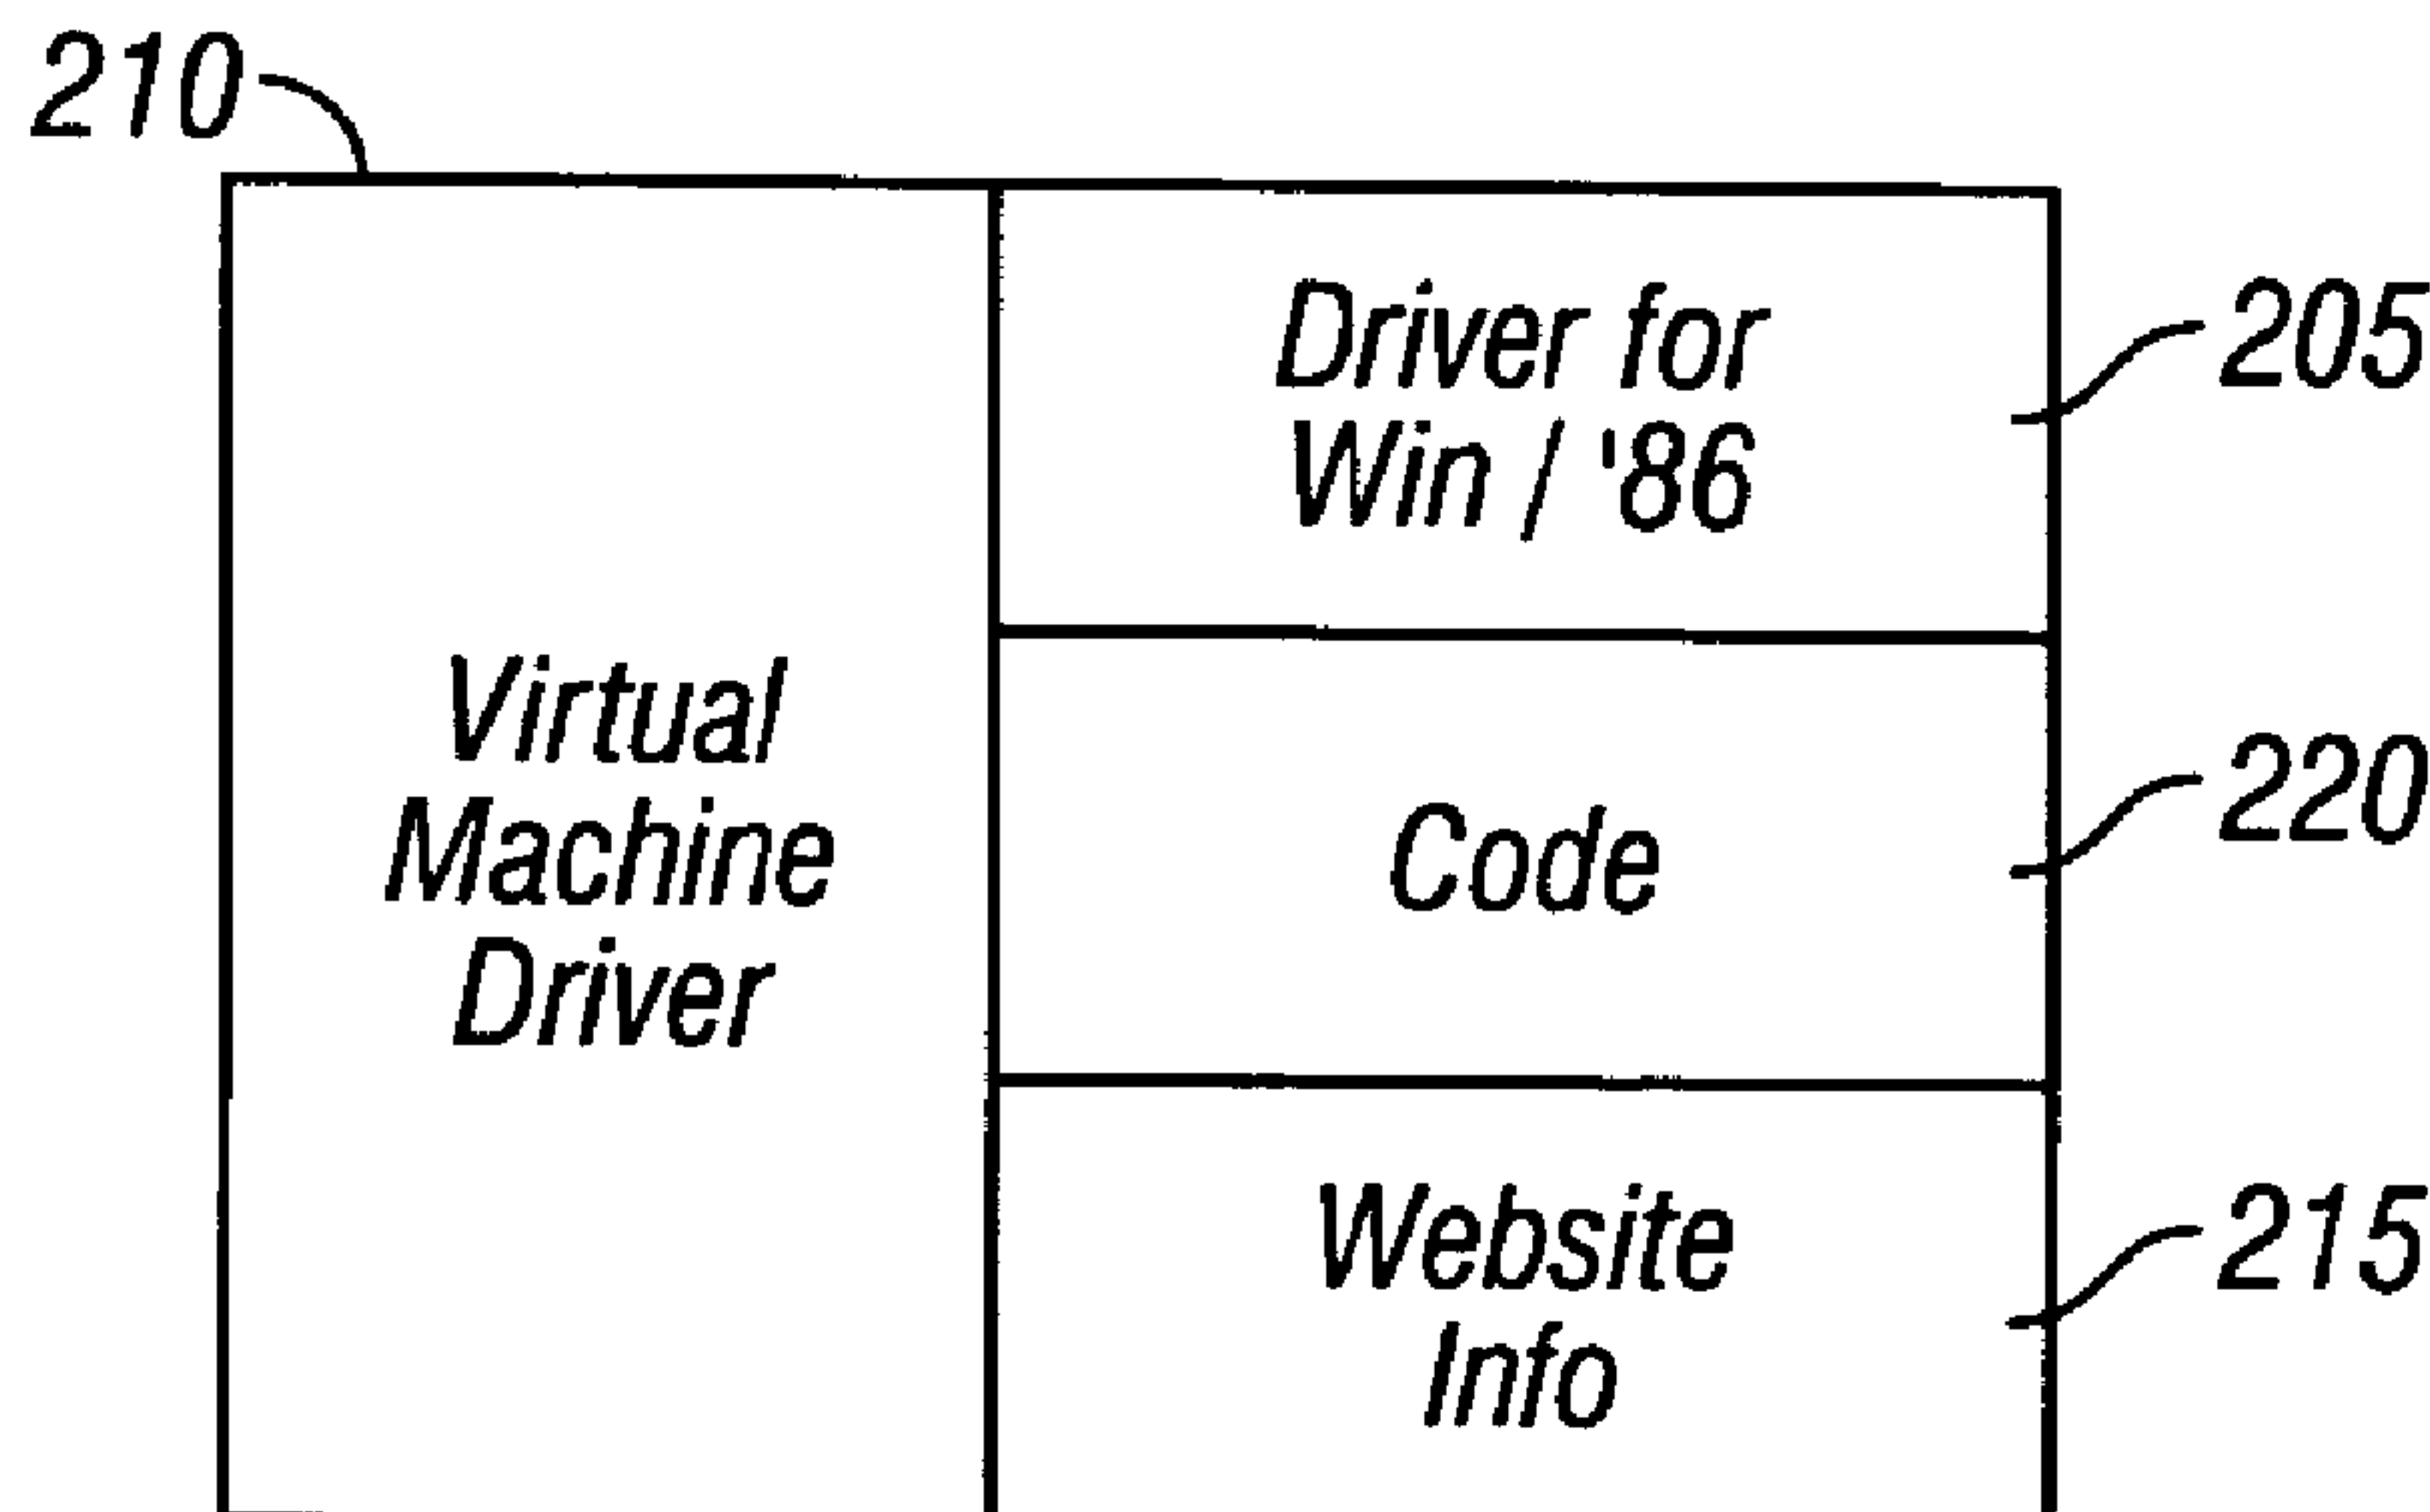 210
Virtual
Machine
Driver
Driver for
Win / '86
205
Code
220
Website
Info
215